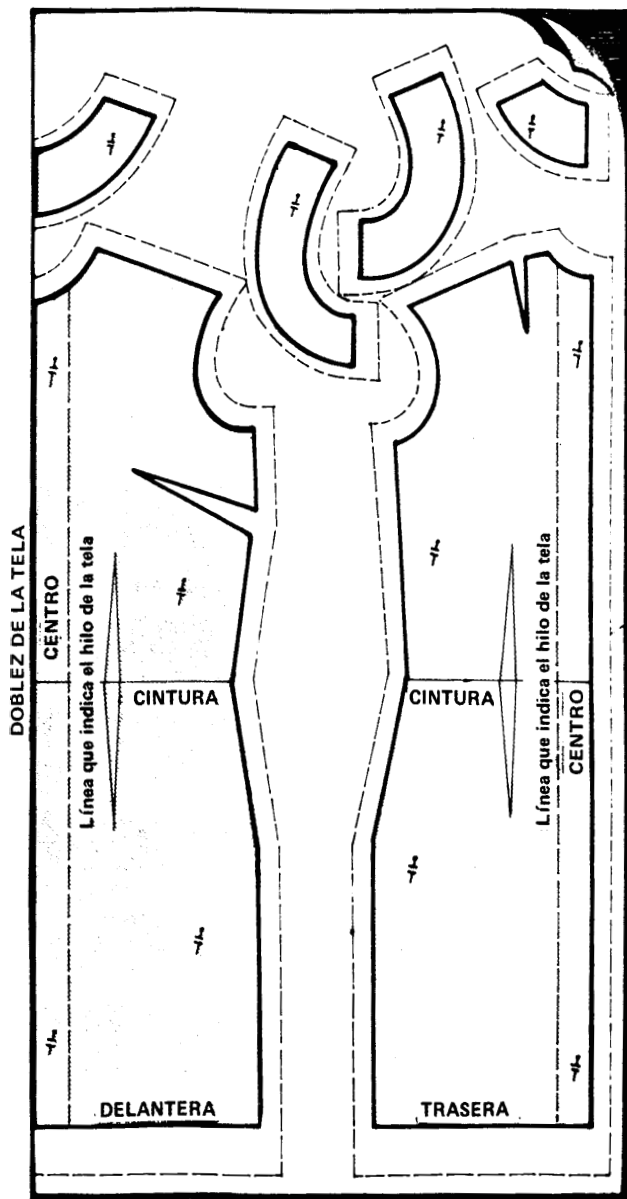 DOBLEZ DE LA TELA
CENTRO
Línea que indica el hilo de la tela
CINTURA
CINTURA
Línea que indica el hilo de la tela
CENTRO
DELANTERA
TRASERA